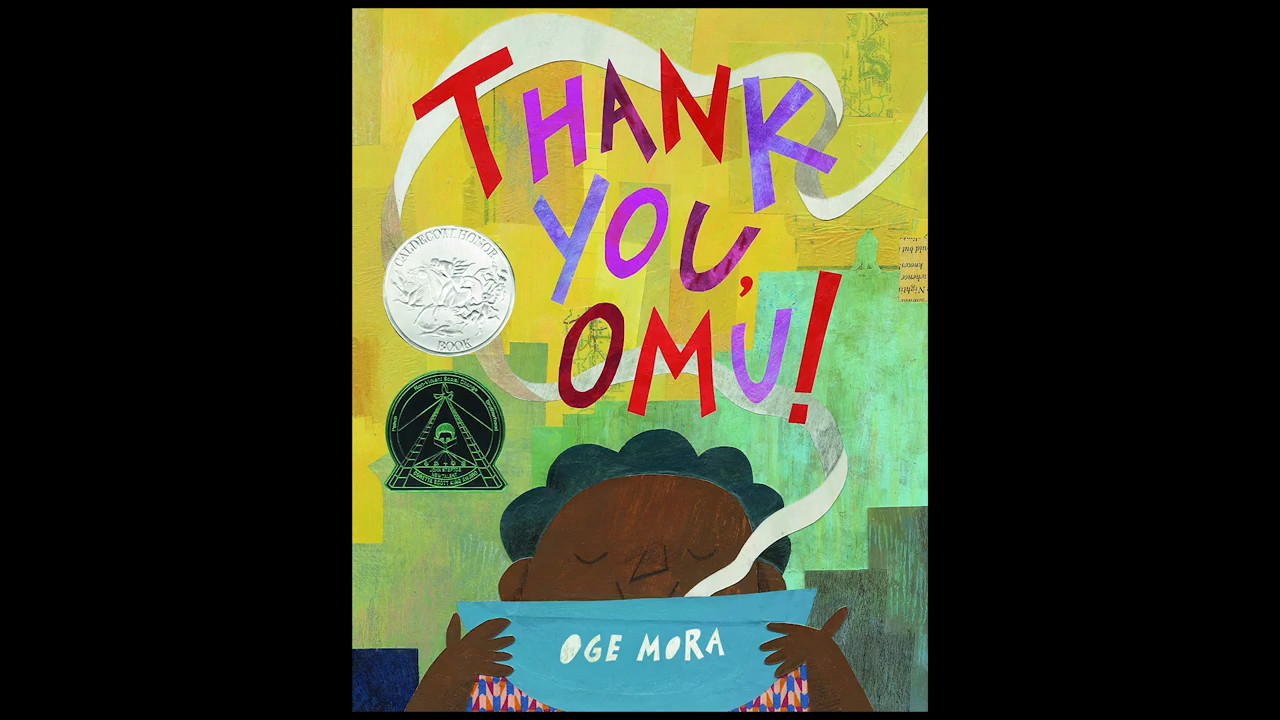 THANK
YOU,
OMU!
CALDECOTT HONOR
BOOK
OGE MORA